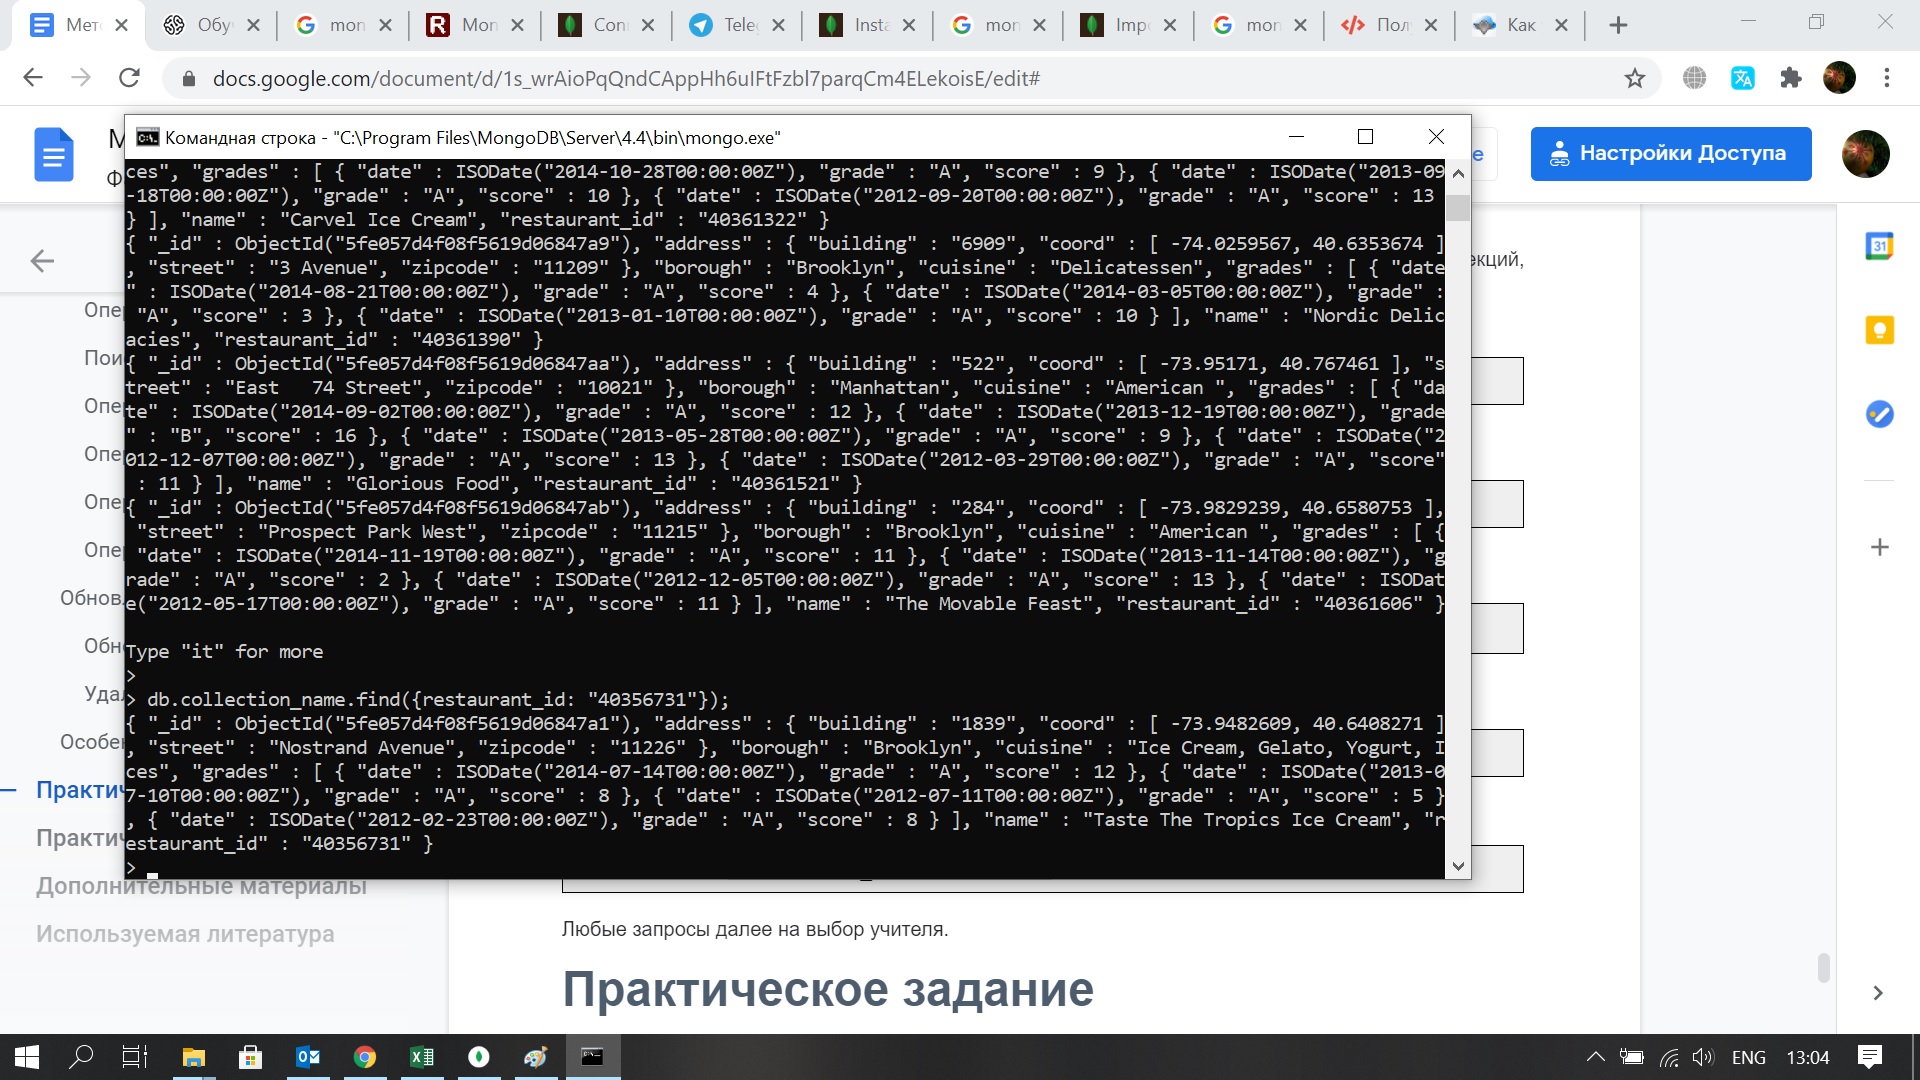 Мето
Обу
mon
Mon
Con
Tele
Insta
mon
Imp
mon
Пол
Как
docs.google.com/document/d/1s_wrAioPqQndCAppHh6uIFtFzbl7parqCm4ELekoisE/edit#
Настройки Доступа
Командная строка - "C:\Program Files\MongoDB\Server\4.4\bin\mongo.exe"
ces", "grades" : [ { "date" : ISODate("2014-10-28T00:00:00Z"), "grade" : "A", "score" : 9 }, { "date" : ISODate("2013-09
-18T00:00:00Z"), "grade" : "A", "score" : 10 }, { "date" : ISODate("2012-09-20T00:00:00Z"), "grade" : "A", "score" : 13
} ], "name" : "Carvel Ice Cream", "restaurant_id" : "40361322" }
{ "_id" : ObjectId("5fe057d4f08f5619d06847a9"), "address" : { "building" : "6909", "coord" : [ -74.0259567, 40.6353674 ]
, "street" : "3 Avenue", "zipcode" : "11209" }, "borough" : "Brooklyn", "cuisine" : "Delicatessen", "grades" : [ { "date
" : ISODate("2014-08-21T00:00:00Z"), "grade" : "A", "score" : 4 }, { "date" : ISODate("2014-03-05T00:00:00Z"), "grade" :
"A", "score" : 3 }, { "date" : ISODate("2013-01-10T00:00:00Z"), "grade" : "A", "score" : 10 } ], "name" : "Nordic Delic
acies", "restaurant_id" : "40361390" }
{ "_id" : ObjectId("5fe057d4f08f5619d06847aa"), "address" : { "building" : "522", "coord" : [ -73.95171, 40.767461 ], "s
treet" : "East   74 Street", "zipcode" : "10021" }, "borough" : "Manhattan", "cuisine" : "American ", "grades" : [ { "da
te" : ISODate("2014-09-02T00:00:00Z"), "grade" : "A", "score" : 12 }, { "date" : ISODate("2013-12-19T00:00:00Z"), "grade
" : "B", "score" : 16 }, { "date" : ISODate("2013-05-28T00:00:00Z"), "grade" : "A", "score" : 9 }, { "date" : ISODate("2
012-12-07T00:00:00Z"), "grade" : "A", "score" : 13 }, { "date" : ISODate("2012-03-29T00:00:00Z"), "grade" : "A", "score"
: 11 } ], "name" : "Glorious Food", "restaurant_id" : "40361521" }
{ "_id" : ObjectId("5fe057d4f08f5619d06847ab"), "address" : { "building" : "284", "coord" : [ -73.9829239, 40.6580753 ],
"street" : "Prospect Park West", "zipcode" : "11215" }, "borough" : "Brooklyn", "cuisine" : "American ", "grades" : [ {
"date" : ISODate("2014-11-19T00:00:00Z"), "grade" : "A", "score" : 11 }, { "date" : ISODate("2013-11-14T00:00:00Z"), "g
rade" : "A", "score" : 2 }, { "date" : ISODate("2012-12-05T00:00:00Z"), "grade" : "A", "score" : 13 }, { "date" : ISODat
e("2012-05-17T00:00:00Z"), "grade" : "A", "score" : 11 } ], "name" : "The Movable Feast", "restaurant_id" : "40361606" }
Type "it" for more
>
> db.collection_name.find({restaurant_id: "40356731"});
{ "_id" : ObjectId("5fe057d4f08f5619d06847a1"), "address" : { "building" : "1839", "coord" : [ -73.9482609, 40.6408271 ]
, "street" : "Nostrand Avenue", "zipcode" : "11226" }, "borough" : "Brooklyn", "cuisine" : "Ice Cream, Gelato, Yogurt, I
ces", "grades" : [ { "date" : ISODate("2014-07-14T00:00:00Z"), "grade" : "A", "score" : 12 }, { "date" : ISODate("2013-0
7-10T00:00:00Z"), "grade" : "A", "score" : 8 }, { "date" : ISODate("2012-07-11T00:00:00Z"), "grade" : "A", "score" : 5 }
, { "date" : ISODate("2012-02-23T00:00:00Z"), "grade" : "A", "score" : 8 } ], "name" : "Taste The Tropics Ice Cream", "r
estaurant_id" : "40356731" }
>
М
Ф
е
екций,
Опе
Пои
Опе
Опе
Опе
Опе
Обнов
Обн
Уда
Особе
Практич
Практич
Дополнительные материалы
Используемая литература
Любые запросы далее на выбор учителя.
Практическое задание
31
ENG
13:04